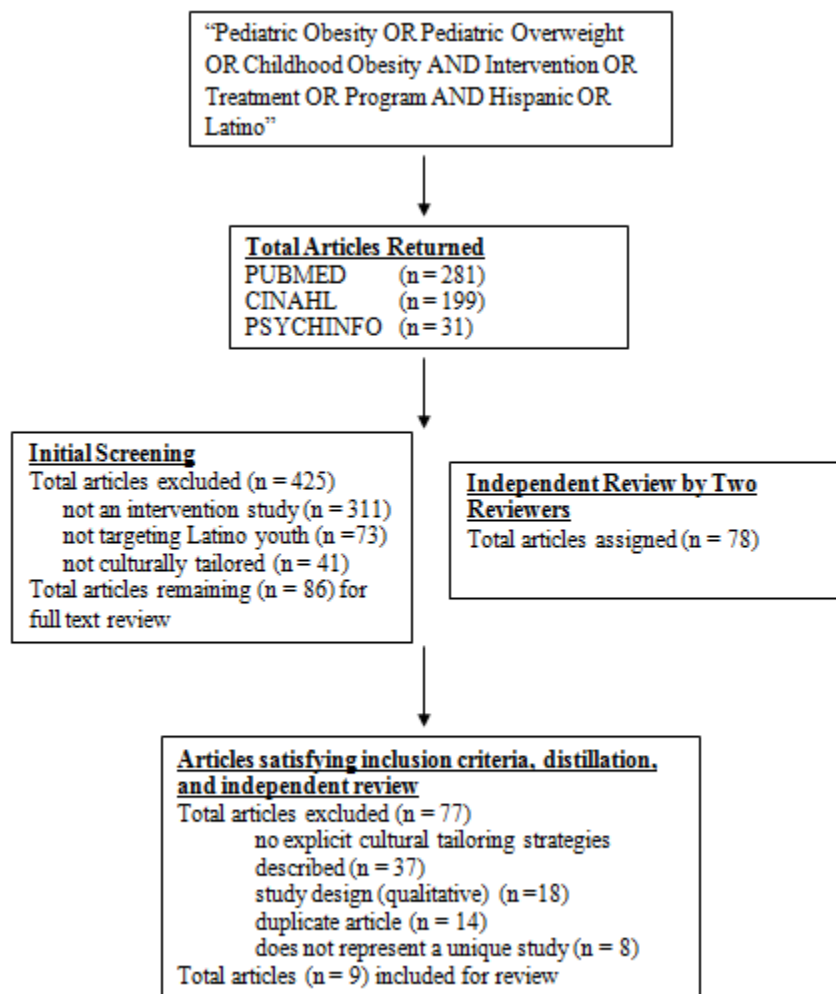 “Pediatric Obesity OR Pediatric Overweight
OR Childhood Obesity AND Intervention OR
Treatment OR Program AND Hispanic OR
Latino”
Total Articles Returned
PUBMED (n = 281)
CINAHL (n = 199)
PSYCHINFO (n = 31)
Initial Screening
Total articles excluded (n = 425)
not an intervention study (n = 311)
not targeting Latino youth (n =73)
not culturally tailored (n = 41)
Total articles remaining (n = 86) for
full text review
Independent Review by Two
Reviewers
Total articles assigned (n = 78)
Articles satisfying inclusion criteria, distillation,
and independent review
Total articles excluded (n = 77)
no explicit cultural tailoring strategies
described (n = 37)
study design (qualitative) (n =18)
duplicate article (n = 14)
does not represent a unique study (n = 8)
Total articles (n = 9) included for review